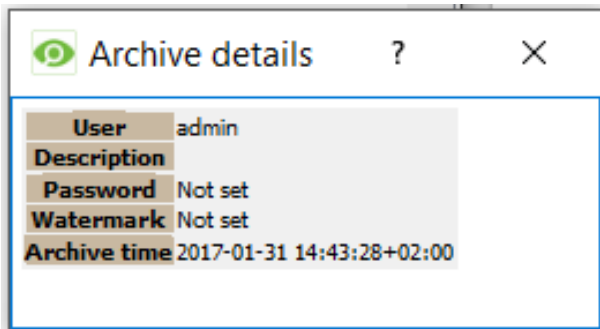 Archive details ?
User admin
Description
Password Not set
Watermark Not set
Archive time 2017-01-31 14:43:28+02:00